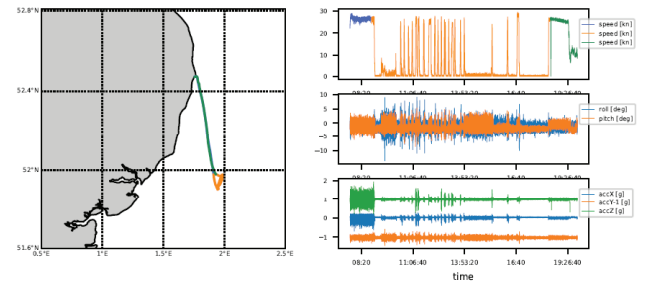 52.8°N
52.4°N
52°N
51.6°N
0.5°E
1°E
1.5°E
2°E
2.5°E
30
20
10
0
speed [kn]
speed [kn]
speed [kn]
08:20
11:06:40
13:53:20
16:40
19:26:40
10
5
0
−5
−10
roll [deg]
pitch [deg]
08:20
11:06:40
13:53:20
16:40
19:26:40
2
1
0
−1
accX [g]
accY-1 [g]
accZ [g]
08:20
11:06:40
13:53:20
16:40
19:26:40
time